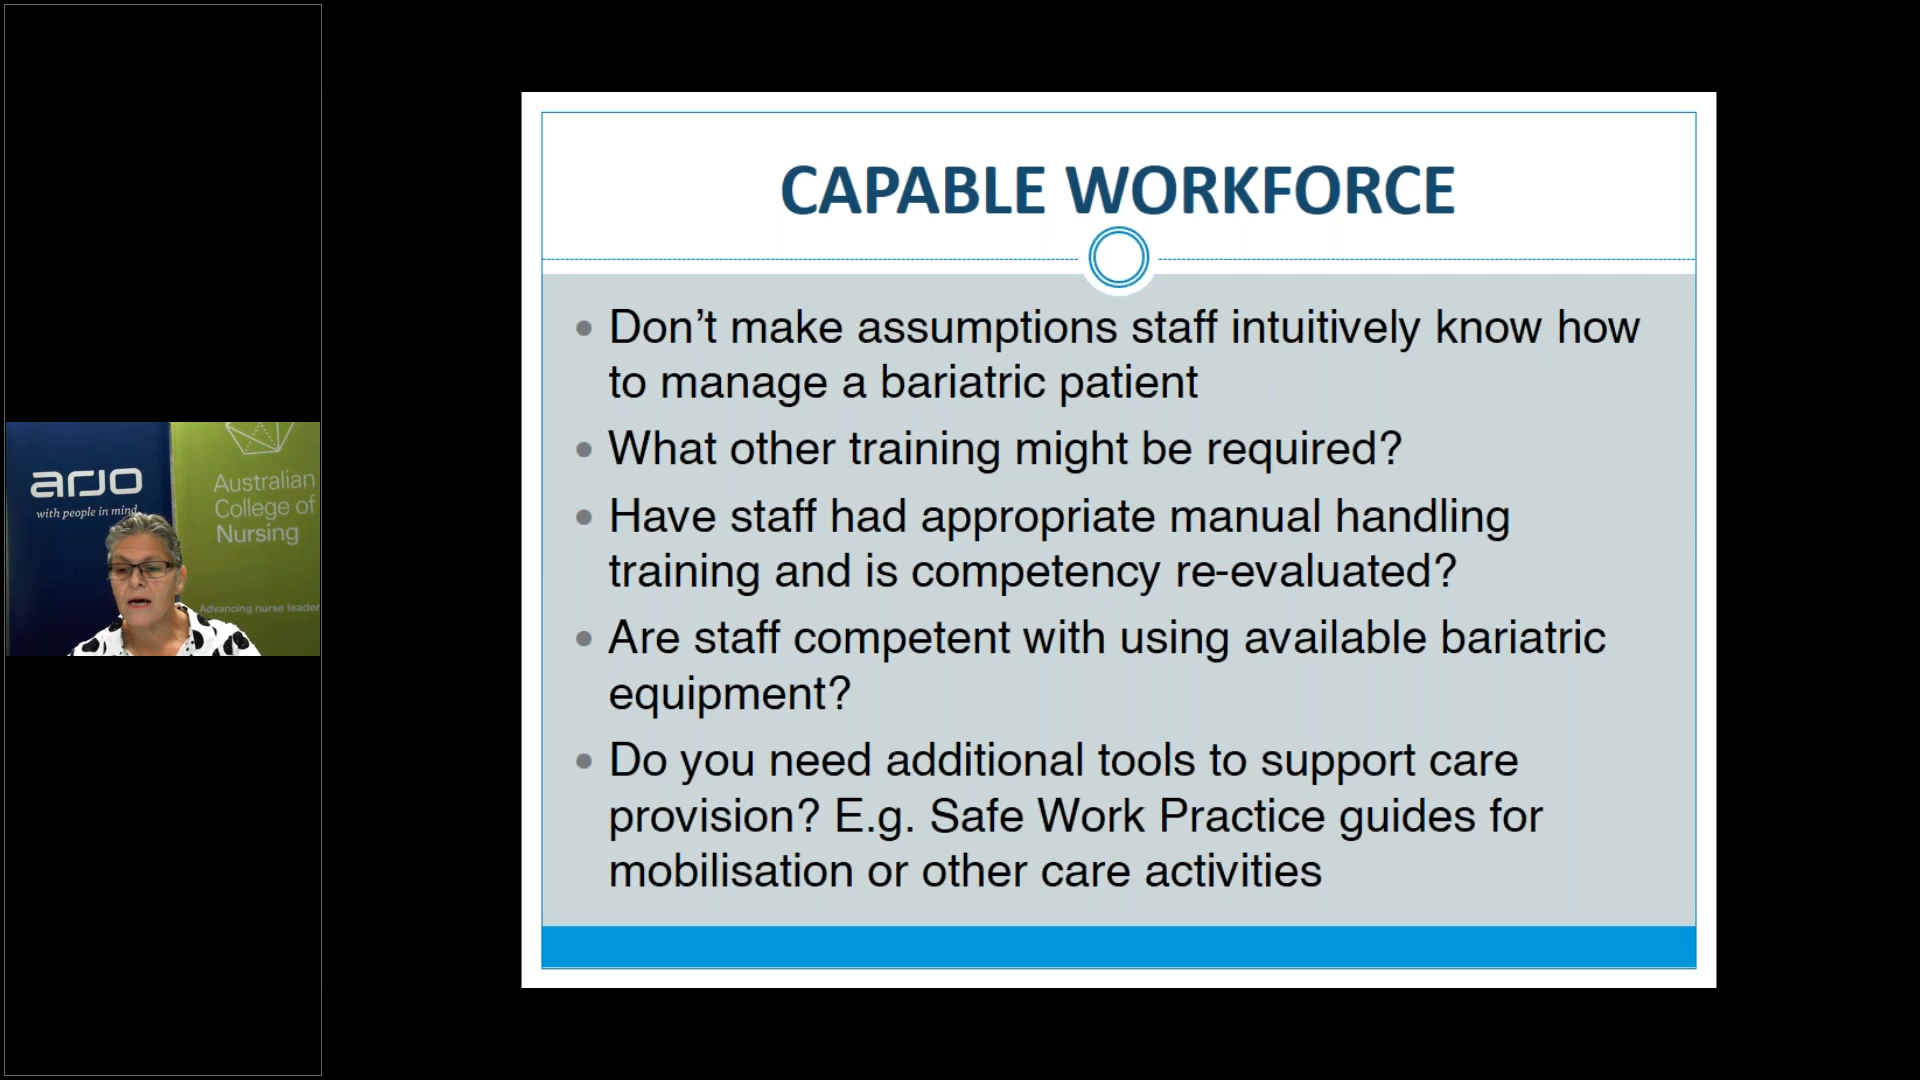 arjo
with people in mind
Australian
College of
Nursing
Advancing nurse leader
CAPABLE WORKFORCE
• Don’t make assumptions staff intuitively know how
to manage a bariatric patient
• What other training might be required?
• Have staff had appropriate manual handling
training and is competency re-evaluated?
• Are staff competent with using available bariatric
equipment?
• Do you need additional tools to support care
provision? E.g. Safe Work Practice guides for
mobilisation or other care activities